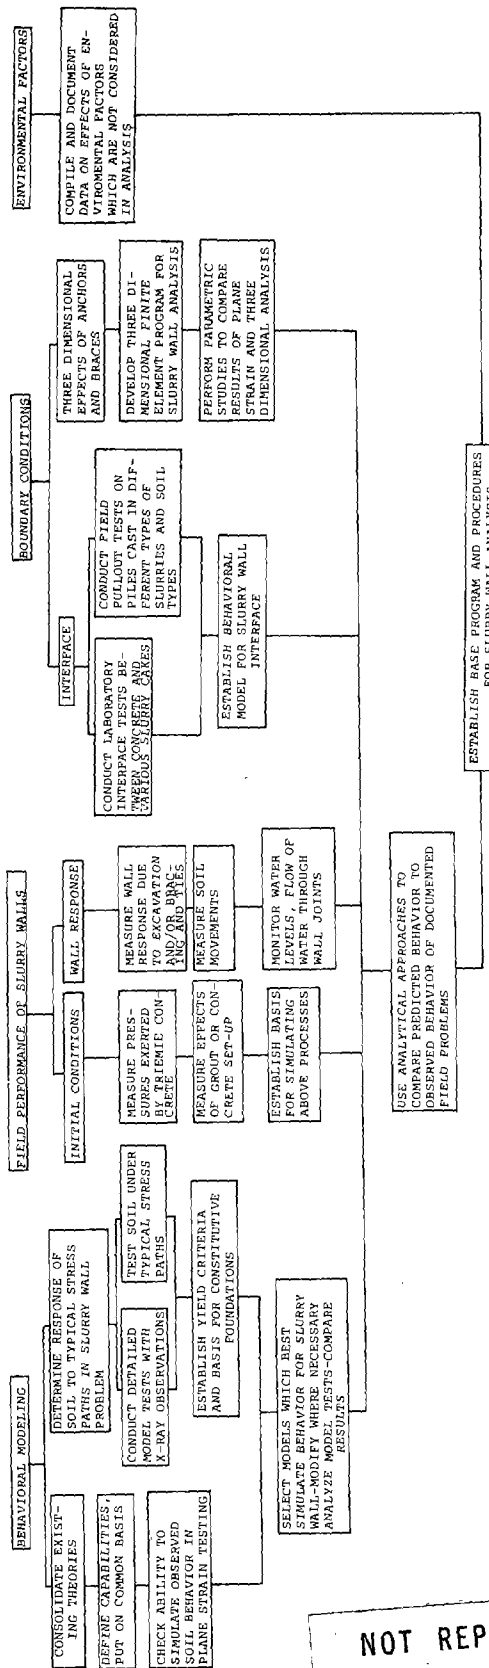 BEHAVIORAL MODELING
CONSOLIDATE EXIST-
ING THEORIES
DEFINE CAPABILITIES,
PUT ON COMMON BASIS
CHECK ABILITY TO
SIMULATE OBSERVED
SOIL BEHAVIOR IN
PLANE STRAIN TESTING
DETERMINE RESPONSE OF
SOIL TO TYPICAL STRESS
PATHS IN SLURRY WALL
PROBLEM
CONDUCT DETAILED
MODEL TESTS WITH
X-RAY OBSERVATIONS
TEST SOIL UNDER
TYPICAL STRESS
PATHS
ESTABLISH YIELD CRITERIA
AND BASIS FOR CONSTITUTIVE
FOUNDATIONS
SELECT MODELS WHICH BEST
SIMULATE BEHAVIOR FOR SLURRY
WALL-MODIFY WHERE NECESSARY
ANALYZE MODEL TESTS-COMPARE
RESULTS
FIELD PERFORMANCE OF SLURRY WALLS
INITIAL CONDITIONS
MEASURE PRES-
SURES EXERTED
BY TRIEMIE CON-
CRETE
MEASURE EFFECTS
OF GROUT OR CON-
CRETE SET-UP
ESTABLISH BASIS
FOR SIMULATING
ABOVE PROCESSES
WALL RESPONSE
MEASURE WALL
RESPONSE DUE
TO EXCAVATION
AND/OR BRAC-
ING AND TIES
MEASURE SOIL
MOVEMENTS
MONITOR WATER
LEVELS, FLOW OF
WATER THROUGH
WALL JOINTS
BOUNDARY CONDITIONS
INTERFACE
CONDUCT LABORATORY
INTERFACE TESTS BE-
TWEEN CONCRETE AND
VARIOUS SLURRY CAKES
CONDUCT FIELD
PULLOUT TESTS ON
PILES CAST IN DIF-
FERENT TYPES OF
SLURRIES AND SOIL
TYPES
ESTABLISH BEHAVIORAL
MODEL FOR SLURRY WALL
INTERFACE
THREE DIMENSIONAL
EFFECTS OF ANCHORS
AND BRACES
DEVELOP THREE DI-
MENSIONAL FINITE
ELEMENT PROGRAM FOR
SLURRY WALL ANALYSIS
PERFORM PARAMETRIC
STUDIES TO COMPARE
RESULTS OF PLANE
STRAIN AND THREE
DIMENSIONAL ANALYSIS
ENVIRONMENTAL FACTORS
COMPILE AND DOCUMENT
DATA ON EFFECTS OF EN-
VIROMENTAL FACTORS
WHICH ARE NOT CONSIDERED
IN ANALYSIS
USE ANALYTICAL APPROACHES TO
COMPARE PREDICTED BEHAVIOR TO
OBSERVED BEHAVIOR OF DOCUMENTED
FIELD PROBLEMS
ESTABLISH BASE PROGRAM AND PROCEDURES
FOR SLURRY WALL ANALYSIS
NOT REP